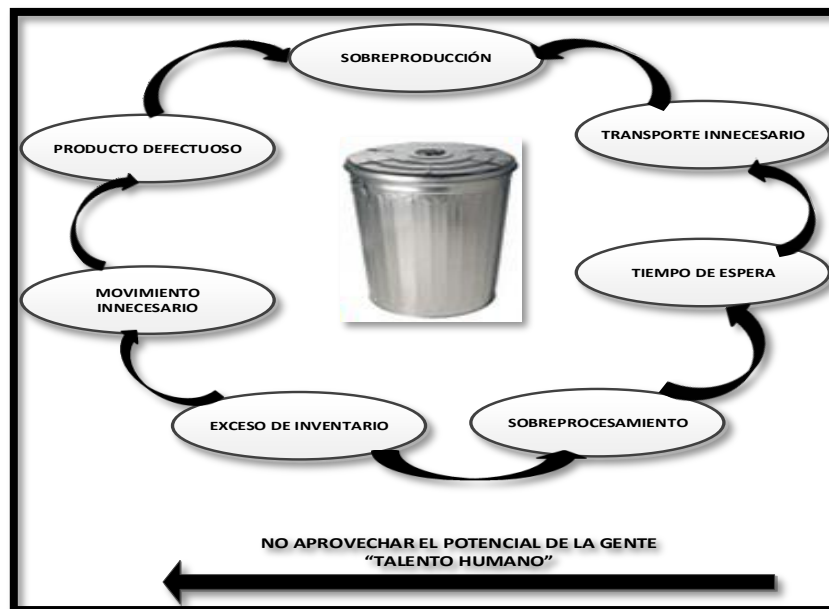 SOBREPRODUCCIÓN
TRANSPORTE INNECESARIO
PRODUCTO DEFECTUOSO
TIEMPO DE ESPERA
MOVIMIENTO
INNECESARIO
EXCESO DE INVENTARIO
SOBREPROCESAMIENTO
NO APROVECHAR EL POTENCIAL DE LA GENTE
“TALENTO HUMANO”